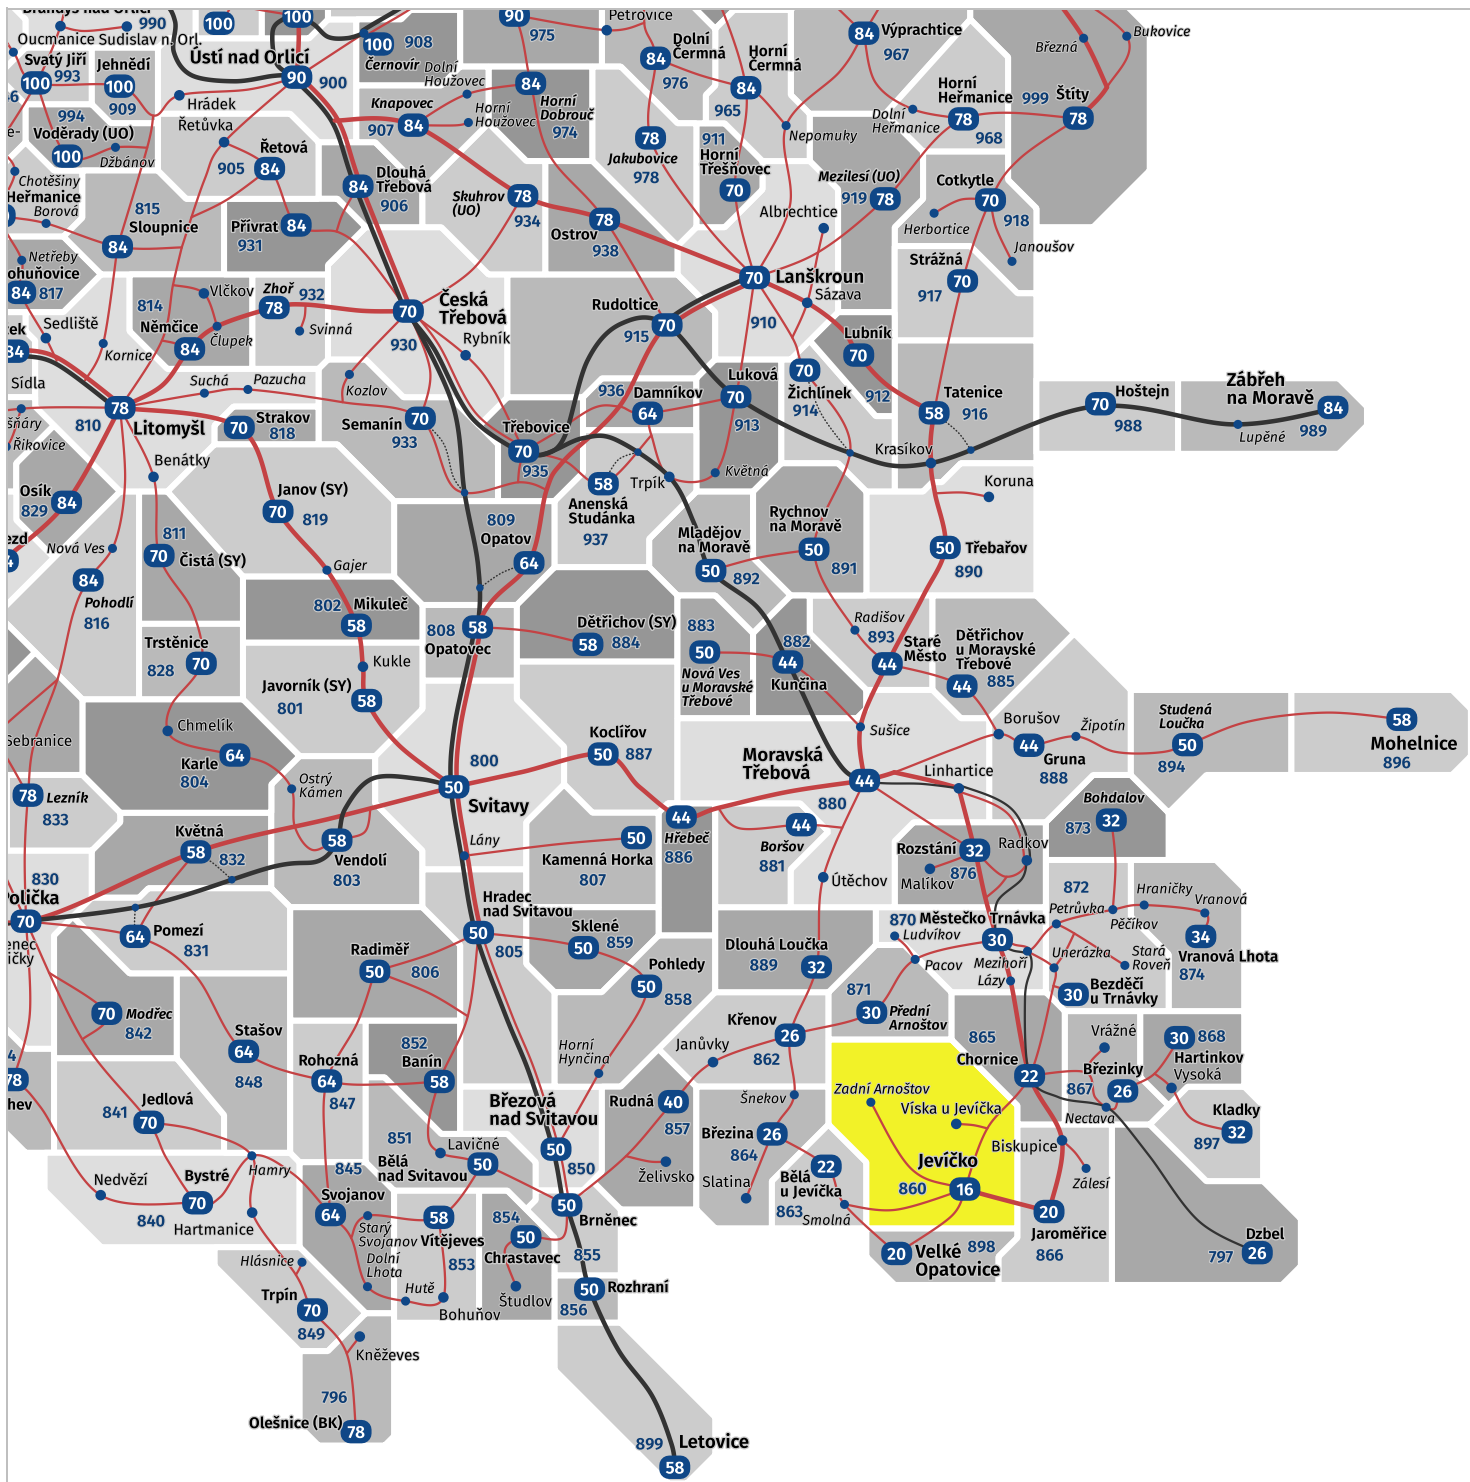 990
Oucmanice
Sudislav n. Orl.
100
100
Svatý Jiří
993
100
Jehnědí
100
909
994
Voděrady (UO)
100
Džbánov
Hrádek
Ústí nad Orlicí
90
900
100
908
Černovír
Dolní
Houžovec
Knapovec
907
84
Horní
Houžovec
90
975
Petrovice
84
Horní
Dobrouč
974
84
Dolní
Čermná
976
Horní
Čermná
84
965
84
Výprachtice
967
Březná
Bukovice
Horní
Heřmanice
78
968
Dolní
Heřmanice
999
Štíty
78
Nepomuky
78
Jakubovice
978
911
Horní
Třešňovec
70
Mezilesí (UO)
919
78
Cotkytle
70
918
Herbortice
Janoušov
Řetůvka
905
Řetová
84
Dlouhá
Třebová
84
906
Chotěšiny
Heřmanice
Borová
815
Sloupnice
84
Přívrat
84
931
Skuhrov
(UO)
78
934
Ostrov
78
938
Albrechtice
70
Lanškroun
Sázava
910
Strážná
917
70
Netřeby
84
817
814
Vlčkov
Němčice
84
Člupek
Zhoř
78
932
Svinná
70
Česká
Třebová
Rybník
930
Rudoltice
915
70
Lubník
70
912
Sedliště
Kornice
Sídla
84
78
Litomyšl
810
Suchá
Pazucha
Kozlov
70
Strakov
818
Semanín
70
933
Třebovice
70
935
936
Damníkov
64
Luková
70
913
70
Žichlínek
914
Tatenice
58
916
Krasíkov
70
Hoštejn
988
Zábřeh
na Moravě
84
Lupěné
989
Řikovice
Benátky
Osík
84
829
Janov (SY)
70
819
Nová Ves
811
70
Čistá (SY)
Gajer
809
Opatov
64
58
Anenská
Studánka
937
Trpík
Květná
Mladějov
na Moravě
50
892
Rychnov
na Moravě
50
891
Koruna
50
Třebařov
890
84
Pohodlí
816
802
Mikuleč
58
808
58
Opatovec
Dětřichov (SY)
58
884
883
50
Nová Ves
u Moravské
Třebové
882
44
Kunčina
Radišov
893
44
Staré
Město
Dětřichov
u Moravské
Třebové
44
885
Trstěnice
828
70
Kukle
Javorník (SY)
801
58
Chmelík
64
Karle
804
Ostrý
Kámen
Sebranice
78
Lezník
833
800
50
Svitavy
Koclířov
50
887
44
Hřebeč
886
Sušice
Moravská
Třebová
44
880
Borušov
44
Gruna
888
Žipotín
Studená
Loučka
50
894
58
Mohelnice
896
Linhartice
Květná
58
832
58
Vendolí
803
Lány
50
Kamenná Horka
807
44
Boršov
881
Útěchov
Rozstání
32
876
Malíkov
Radkov
Bohdalov
873
32
830
Polička
70
64
Pomezí
831
Hradec
nad Svitavou
50
805
Radiměř
50
806
Sklené
50
859
Pohledy
50
858
Dlouhá Loučka
889
32
870
Ludvíkov
Městečko Trnávka
30
Pacov
Mezihoří
Lázy
872
Petrůvka
Hraničky
Vranová
Pěčíkov
34
Vranová Lhota
874
Unerázka
Stará
Roveň
30
Bezděčí
u Trnávky
70
Modřec
842
Stašov
64
848
Rohozná
64
847
852
Banín
58
Horní
Hynčina
Křenov
26
862
Janůvky
871
30
Přední
Arnoštov
865
Chornice
22
Vrážné
867
Březinky
26
Nectava
30
868
Hartinkov
Vysoká
Kladky
897
32
78
Jedlová
841
70
Březová
nad Svitavou
50
850
Rudná
40
857
Želivsko
Šnekov
Březina
26
864
Slatina
22
Bělá
u Jevíčka
863
Smolná
Zadní Arnoštov
Víska u Jevíčka
Jevíčko
860
16
Biskupice
Zálesí
20
Jaroměřice
866
20
Velké
Opatovice
898
Dzbel
797
26
851
Lavičné
Bělá
nad Svitavou
50
845
Svojanov
64
Hamry
Nedvězí
Bystré
70
840
Hartmanice
Starý
Svojanov
58
Vítějeves
853
Dolní
Lhota
Hutě
Bohuňov
854
50
Chrastavec
Študlov
50
Brněnec
855
50
Rozhraní
856
Hlásnice
Trpín
70
849
Kněževes
796
Olešnice (BK)
78
899
Letovice
58